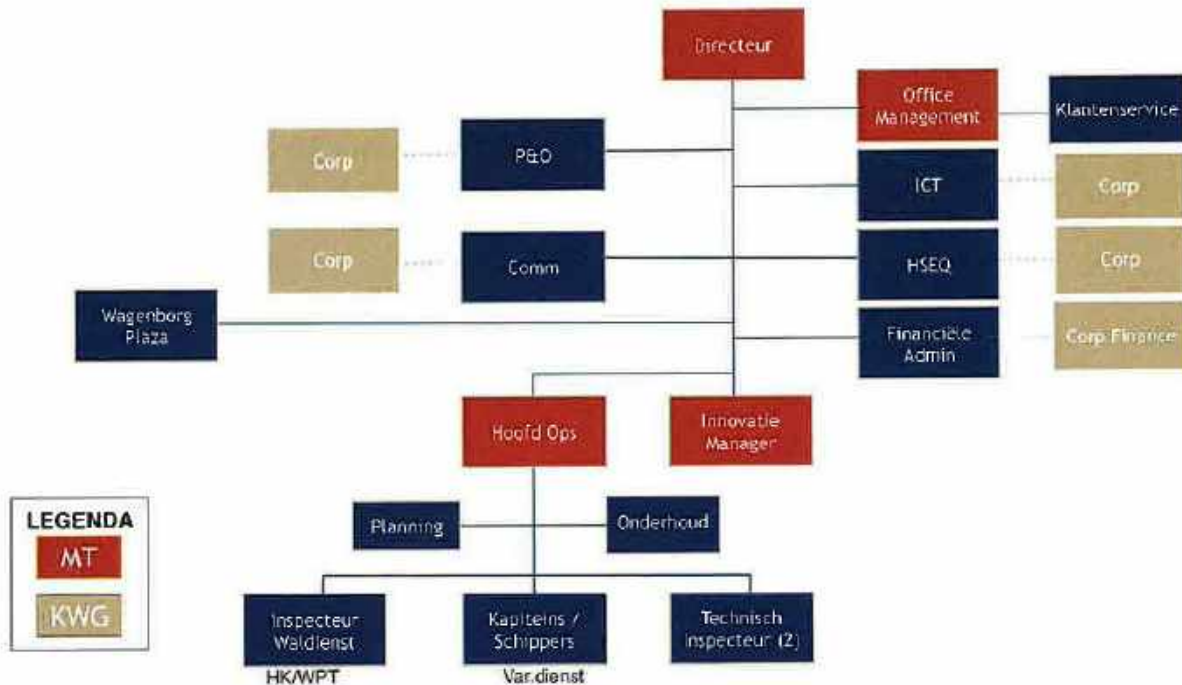 Directeur
Office
Management
Klantenservice
Corp
P&O
ICT
Corp
Corp
Comm
HSEQ
Corp
Wagenborg
Plaza
Financiële
Admin
Corp Finance
Hoofd Ops
Innovatie
Manager
LEGENDA
MT
KWG
Planning
Onderhoud
Inspecteur
Waldienst
HK/WPT
Kapiteins /
Schippers
Var.dienst
Technisch
Inspecteur (2)